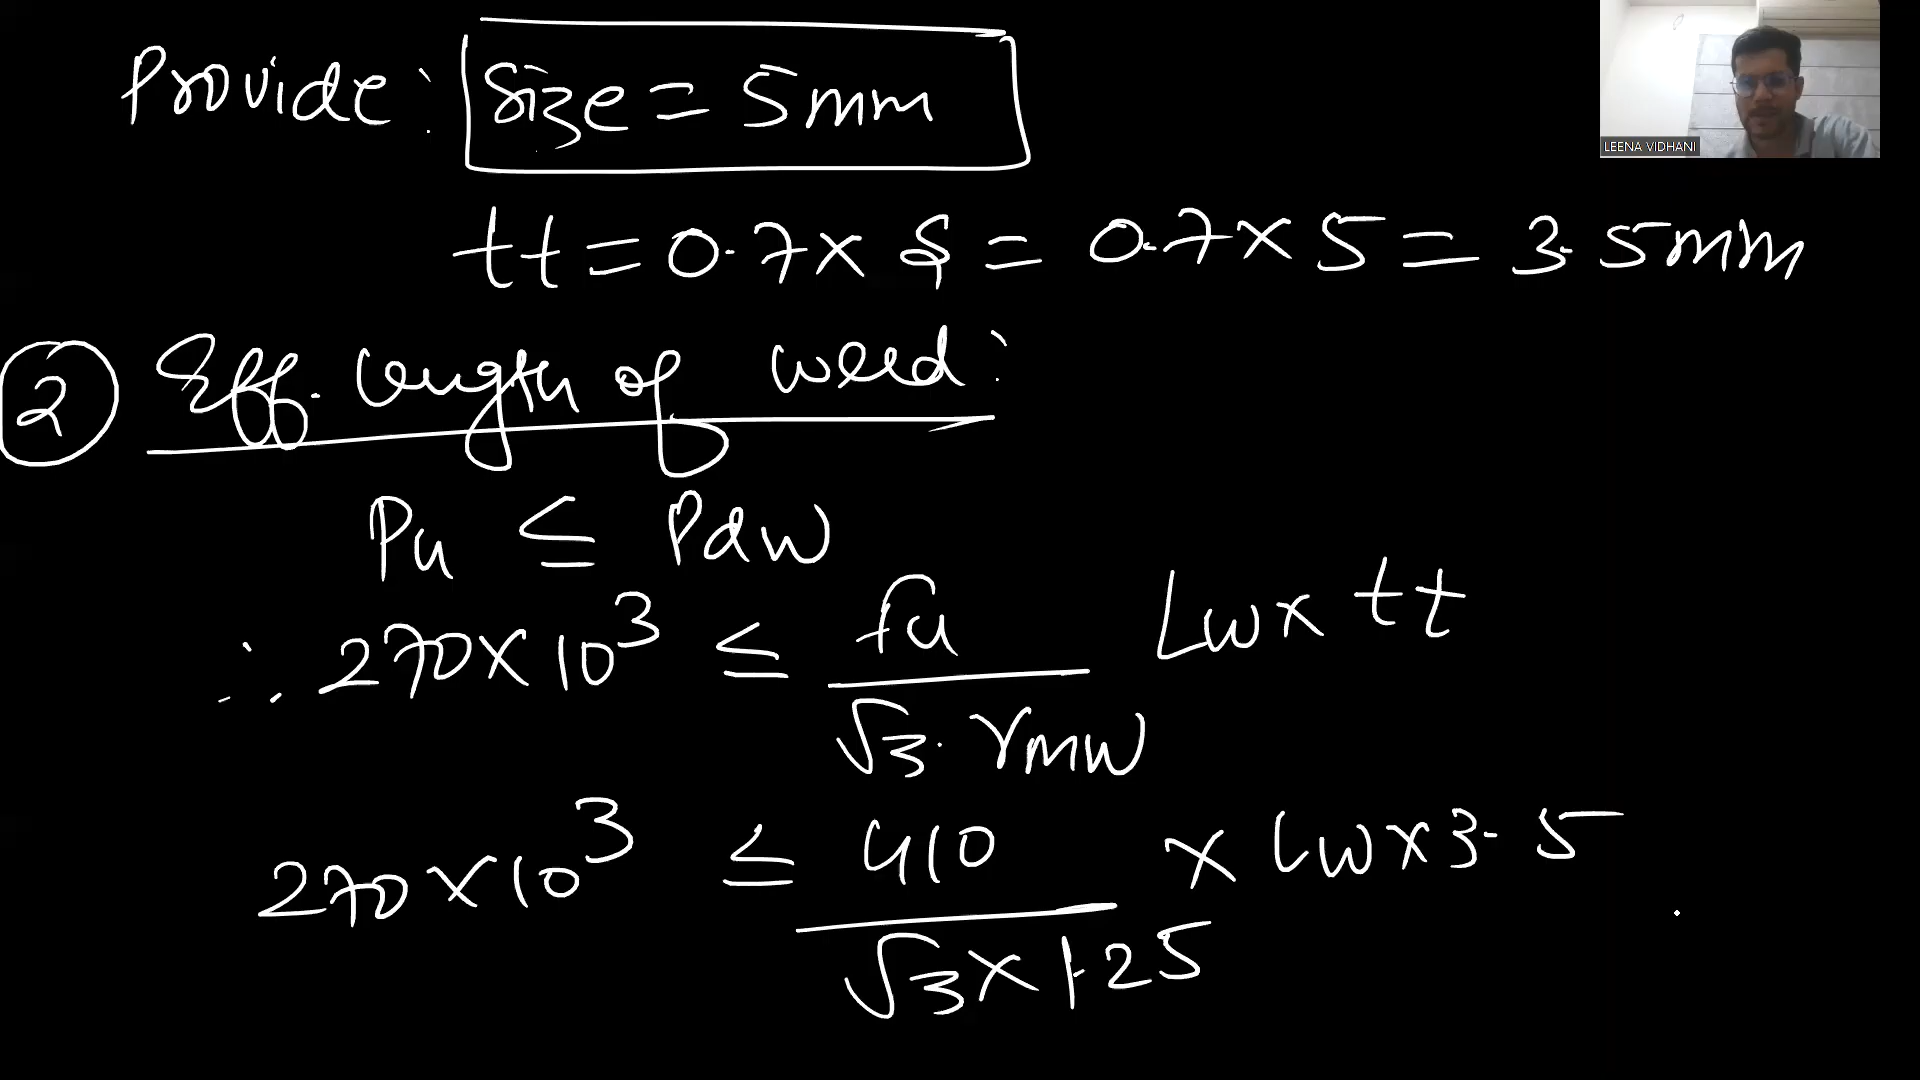 Provide: Size = 5mm
LEENA VIDHANI
tt = 0.7 × S = 0.7 × 5 = 3.5mm
2 Eff. length of weld:
Pu ≤ Pdw
∴ 270×10³ ≤ fu / √3·γmw Lw × tt
270×10³ ≤ 410 / √3×1.25 × Lw × 3.5